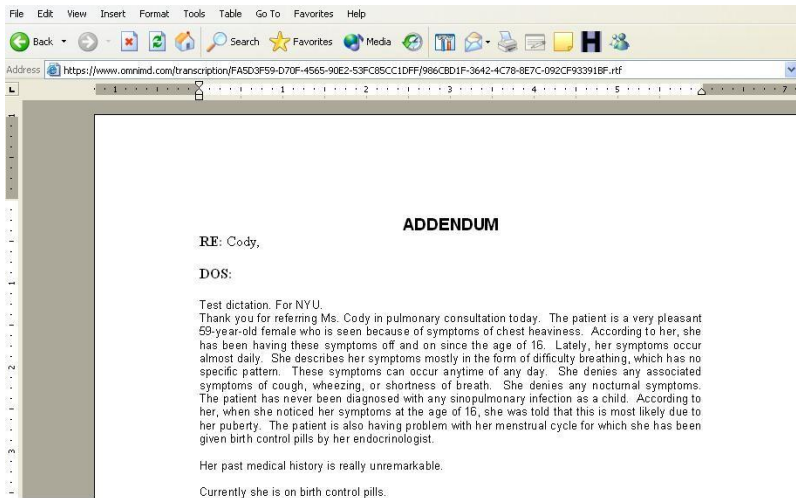 File Edit View Insert Format Tools Table Go To Favorites Help
Back Search Favorites Media
Address https://www.omnimd.com/transcription/FA5D3F59-D70F-4565-90E2-53FC85CC1DFF/986CBD1F-3642-4C78-8E7C-092CF93391BF.rtf
1 1 2 3 4 5 7
ADDENDUM
RE: Cody,
DOS:
Test dictation. For NYU.
Thank you for referring Ms. Cody in pulmonary consultation today. The patient is a very pleasant
59-year-old female who is seen because of symptoms of chest heaviness. According to her, she
has been having these symptoms off and on since the age of 16. Lately, her symptoms occur
almost daily. She describes her symptoms mostly in the form of difficulty breathing, which has no
specific pattern. These symptoms can occur anytime of any day. She denies any associated
symptoms of cough, wheezing, or shortness of breath. She denies any nocturnal symptoms.
The patient has never been diagnosed with any sinopulmonary infection as a child. According to
her, when she noticed her symptoms at the age of 16, she was told that this is most likely due to
her puberty. The patient is also having problem with her menstrual cycle for which she has been
given birth control pills by her endocrinologist.
Her past medical history is really unremarkable.
Currently she is on birth control pills.